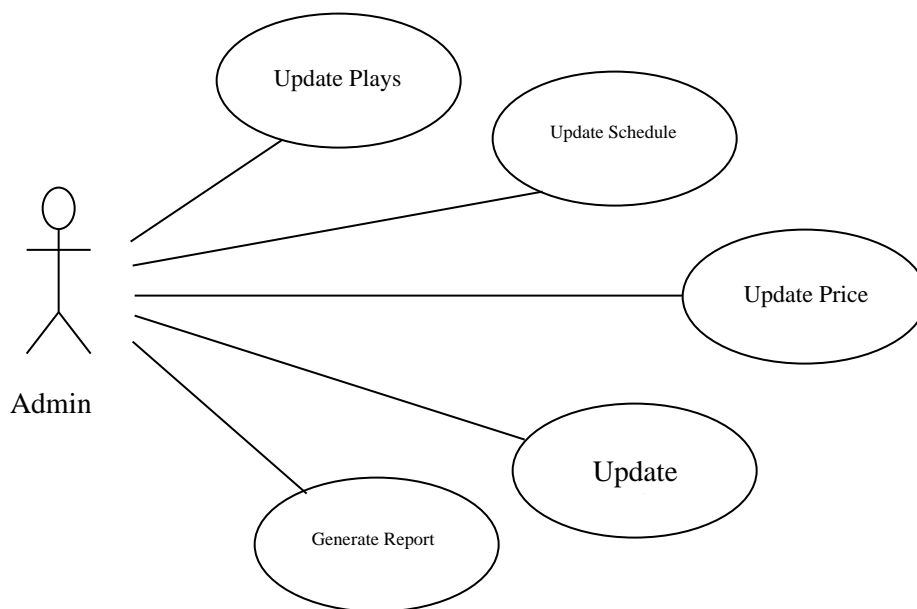 Update Plays
Update Schedule
Update Price
Admin
Update
Generate Report